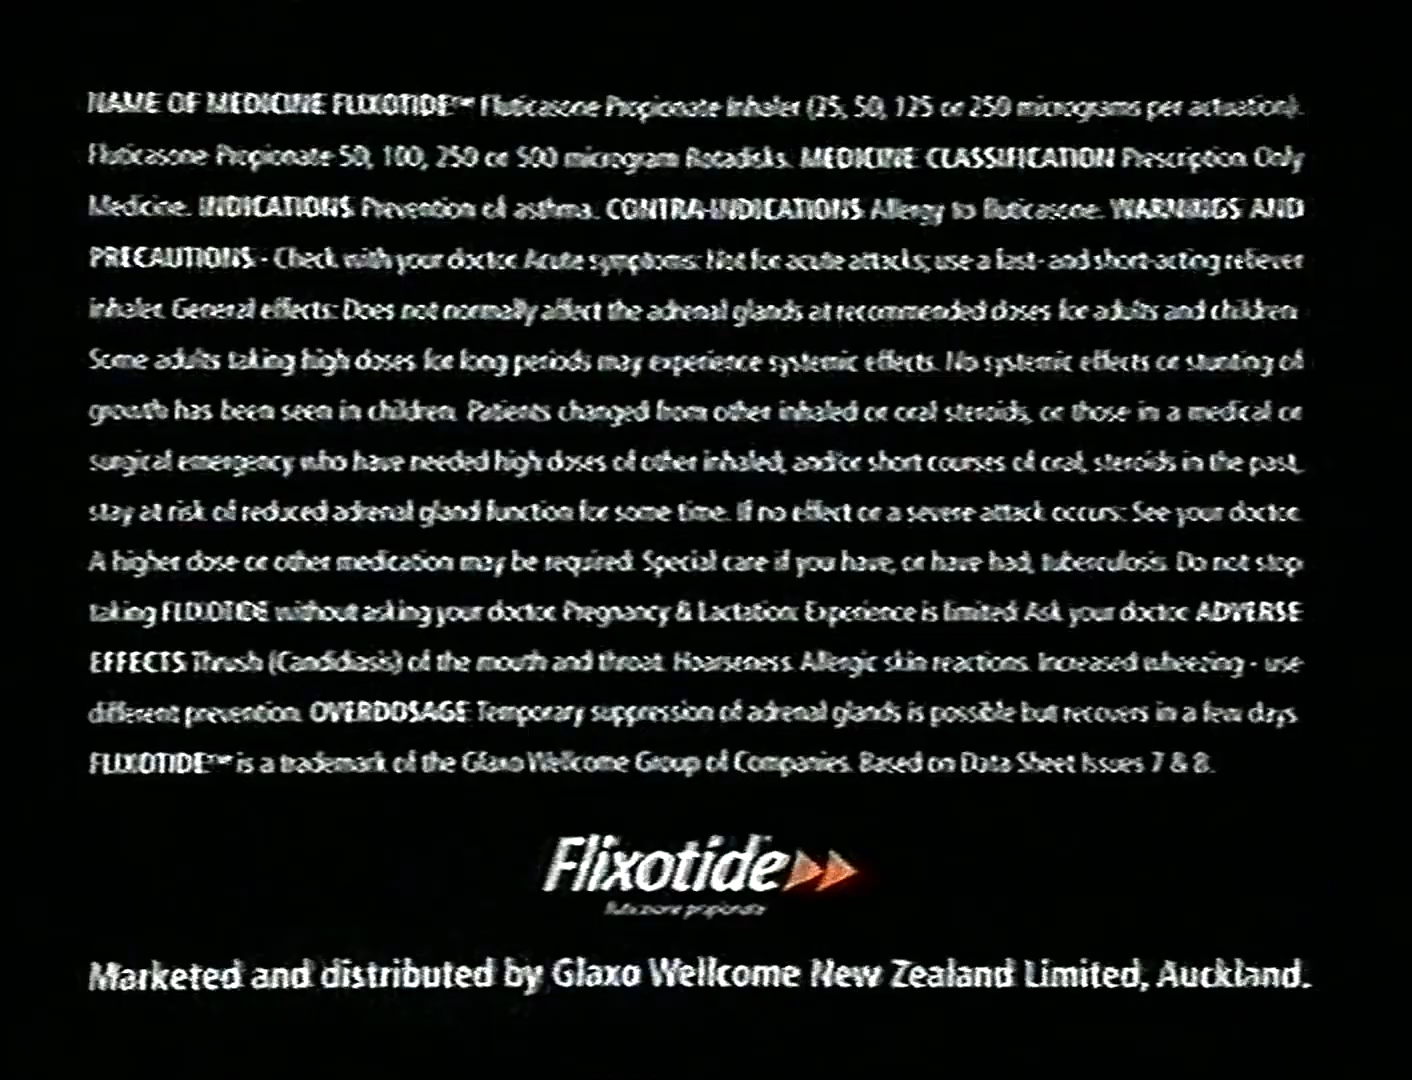 NAME OF MEDICINE FLIXOTIDE™ Fluticasone Propionate Inhaler (25, 50, 125 or 250 micrograms per actuation).
Fluticasone Propionate 50, 100, 250 or 500 microgram Rotadisks. MEDICINE CLASSIFICATION Prescription Only
Medicine. INDICATIONS Prevention of asthma. CONTRA-INDICATIONS Allergy to fluticasone. WARNINGS AND
PRECAUTIONS - Check with your doctor. Acute symptoms: Not for acute attacks; use a fast- and short-acting reliever
inhaler. General effects: Does not normally affect the adrenal glands at recommended doses for adults and children.
Some adults taking high doses for long periods may experience systemic effects. No systemic effects or stunting of
growth has been seen in children. Patients changed from other inhaled or oral steroids, or those in a medical or
surgical emergency who have needed high doses of other inhaled, and/or short courses of oral, steroids in the past,
stay at risk of reduced adrenal gland function for some time. If no effect or a severe attack occurs: See your doctor.
A higher dose or other medication may be required. Special care if you have, or have had, tuberculosis. Do not stop
taking FLIXOTIDE without asking your doctor. Pregnancy & Lactation: Experience is limited. Ask your doctor. ADVERSE
EFFECTS Thrush (Candidiasis) of the mouth and throat. Hoarseness. Allergic skin reactions. Increased wheezing - use
different prevention. OVERDOSAGE Temporary suppression of adrenal glands is possible but recovers in a few days.
FLIXOTIDE™ is a trademark of the Glaxo Wellcome Group of Companies. Based on Data Sheet Issues 7 & 8.
Flixotide
fluticasone propionate
Marketed and distributed by Glaxo Wellcome New Zealand Limited, Auckland.